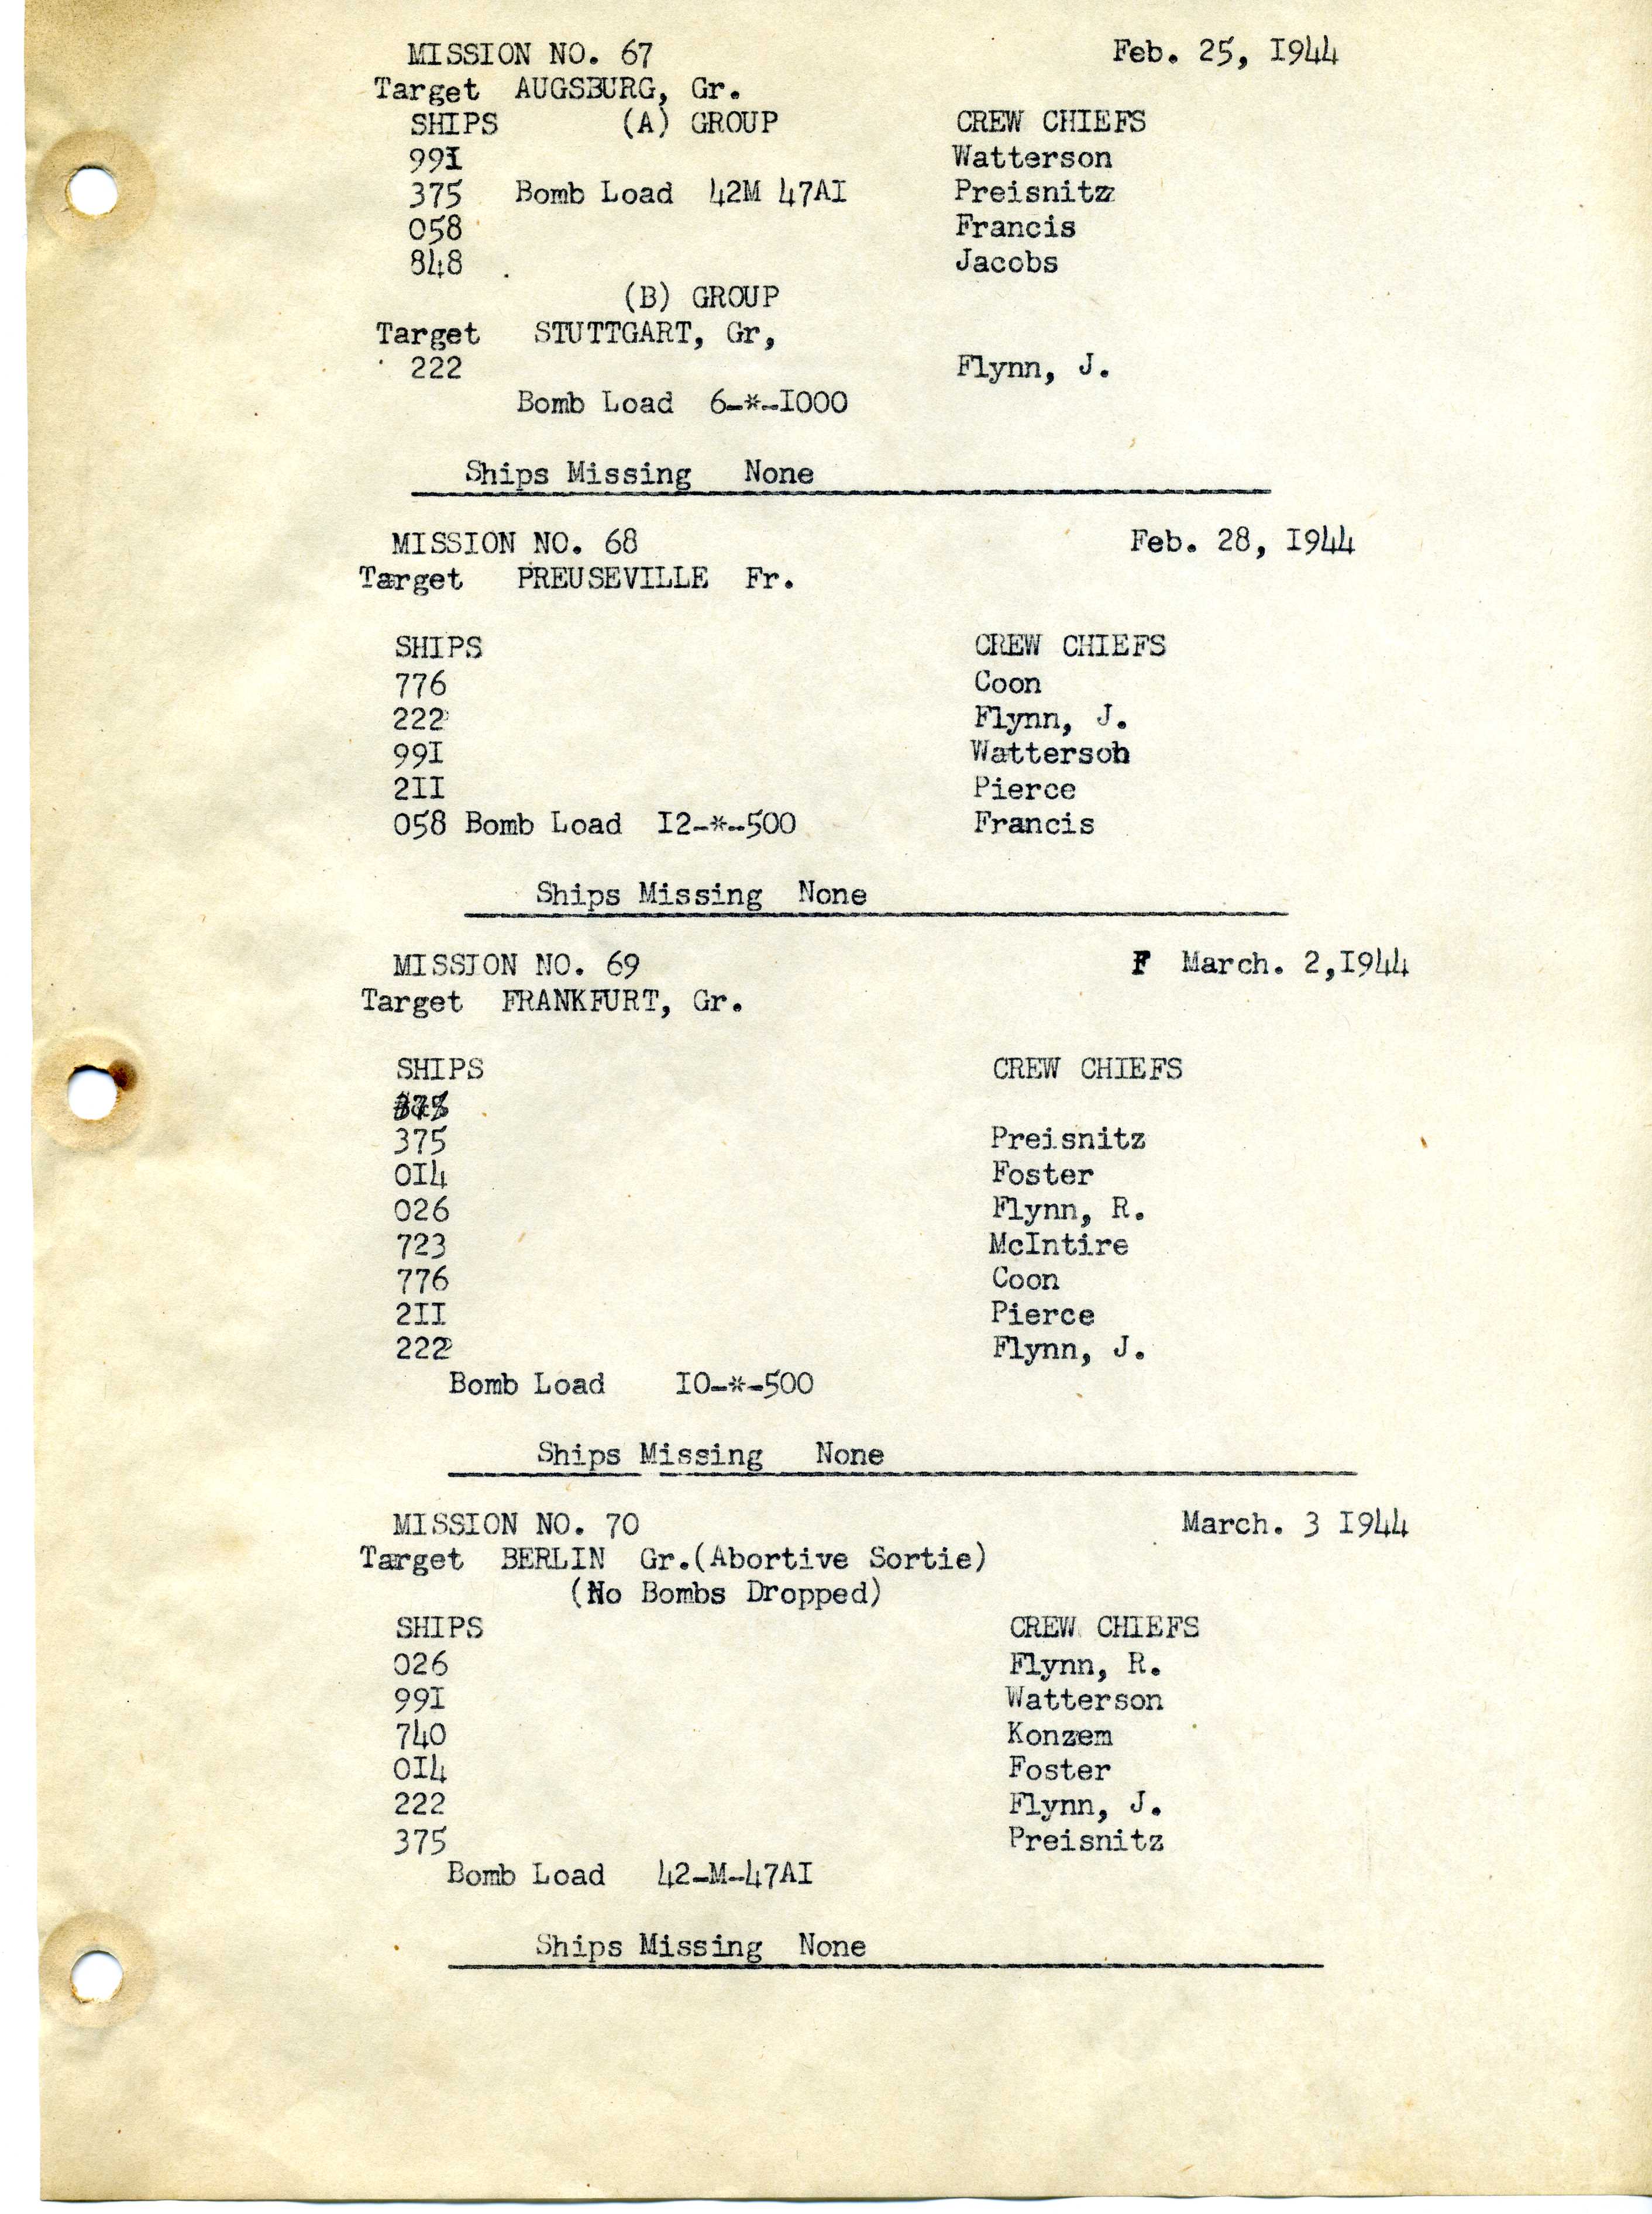 MISSION NO. 67 Feb. 25, I944
Target AUGSBURG, Gr.
SHIPS (A) GROUP CREW CHIEFS
99I Watterson
375 Bomb Load 42M 47AI Preisnitz
058 Francis
848 Jacobs
(B) GROUP
Target STUTTGART, Gr,
222 Flynn, J.
Bomb Load 6-*-I000
Ships Missing None
MISSION NO. 68 Feb. 28, I944
Target PREUSEVILLE Fr.
SHIPS CREW CHIEFS
776 Coon
222 Flynn, J.
99I Wattersoh
2II Pierce
058 Bomb Load I2-*-500 Francis
Ships Missing None
MISSION NO. 69 F March. 2,I944
Target FRANKFURT, Gr.
SHIPS CREW CHIEFS
375 Preisnitz
0I4 Foster
026 Flynn, R.
723 McIntire
776 Coon
2II Pierce
222 Flynn, J.
Bomb Load I0-*-500
Ships Missing None
MISSION NO. 70 March. 3 I944
Target BERLIN Gr.(Abortive Sortie)
(No Bombs Dropped)
SHIPS CREW CHIEFS
026 Flynn, R.
99I Watterson
740 Konzem
0I4 Foster
222 Flynn, J.
375 Preisnitz
Bomb Load 42-M-47AI
Ships Missing None